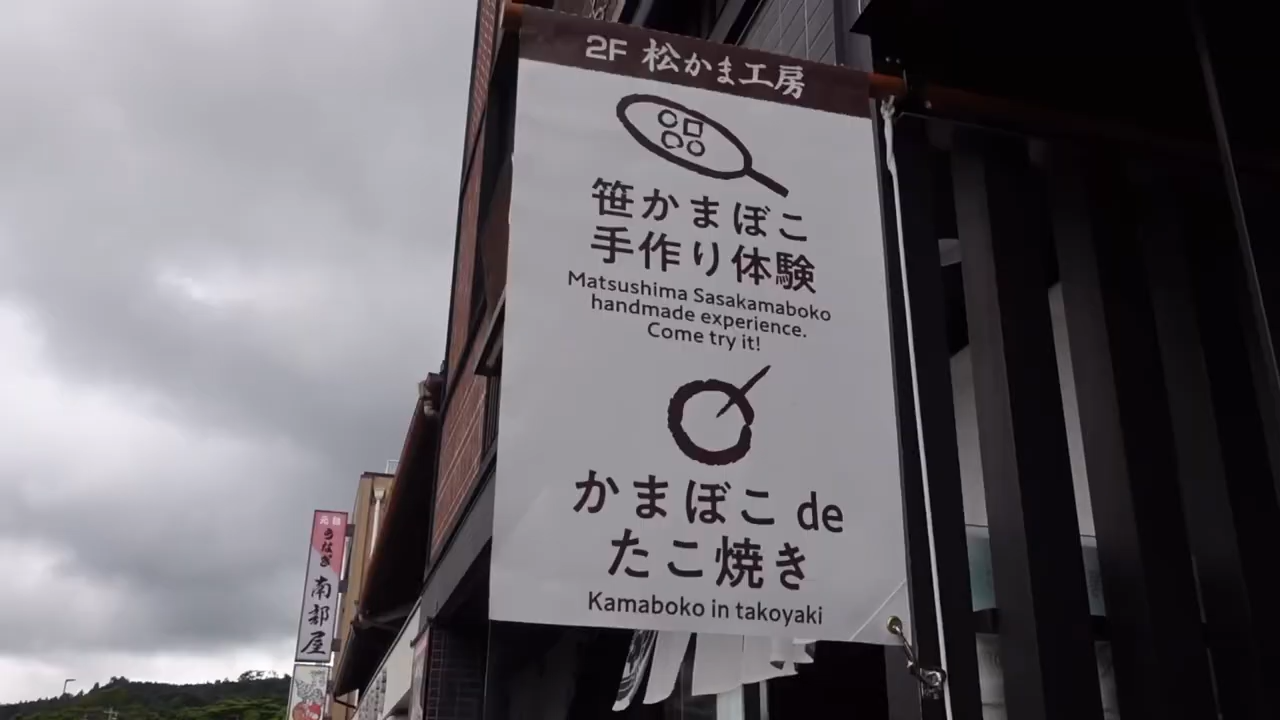 2F 松かま工房
笹かまぼこ
手作り体験
Matsushima Sasakamaboko
handmade experience.
Come try it!
かまぼこ de
たこ焼き
Kamaboko in takoyaki
うなぎ
南部屋